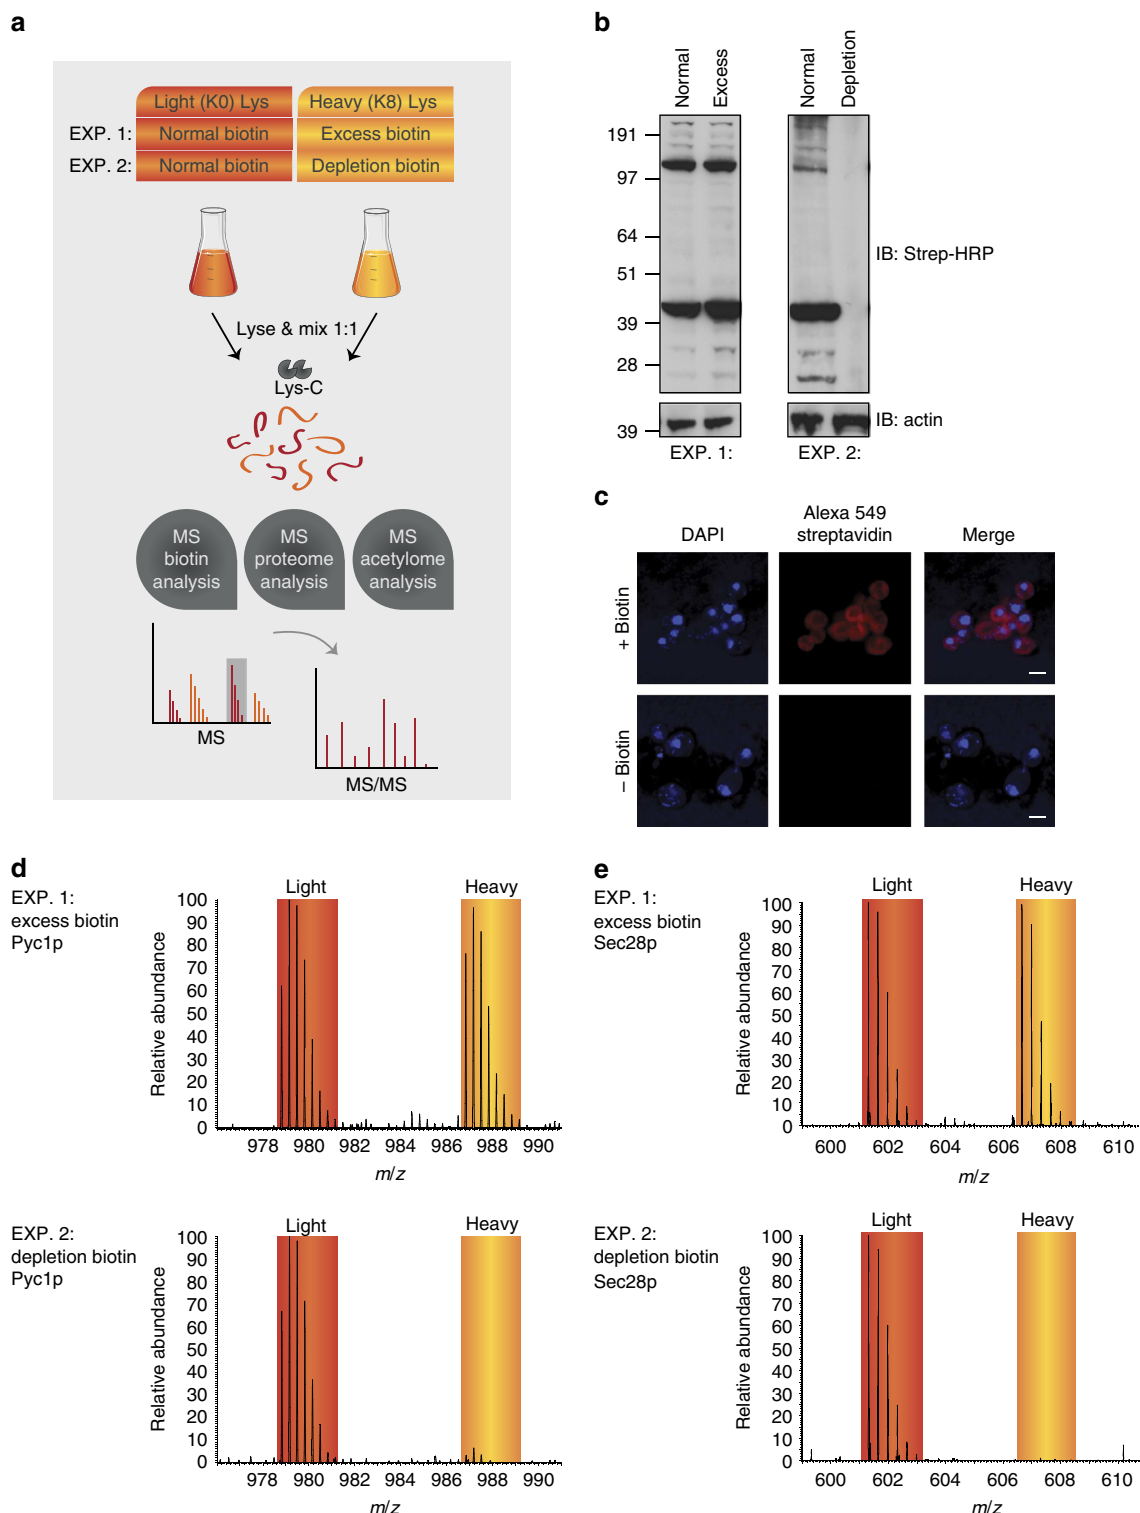 a
Light (K0) Lys
Heavy (K8) Lys
EXP. 1:
Normal biotin
Excess biotin
EXP. 2:
Normal biotin
Depletion biotin
Lyse & mix 1:1
Lys-C
MS
biotin
analysis
MS
proteome
analysis
MS
acetylome
analysis
MS
MS/MS
b
Normal
Excess
Normal
Depletion
191
97
64
51
39
28
IB: Strep-HRP
39
IB: actin
EXP. 1:
EXP. 2:
c
DAPI
Alexa 549
streptavidin
Merge
+ Biotin
– Biotin
d
EXP. 1:
excess biotin
Pyc1p
Light
Heavy
Relative abundance
100
90
80
70
60
50
40
30
20
10
0
978 980 982 984 986 988 990
m/z
EXP. 2:
depletion biotin
Pyc1p
Light
Heavy
Relative abundance
100
90
80
70
60
50
40
30
20
10
0
978 980 982 984 986 988 990
m/z
e
EXP. 1:
excess biotin
Sec28p
Light
Heavy
Relative abundance
100
90
80
70
60
50
40
30
20
10
0
600 602 604 606 608 610
m/z
EXP. 2:
depletion biotin
Sec28p
Light
Heavy
Relative abundance
100
90
80
70
60
50
40
30
20
10
0
600 602 604 606 608 610
m/z